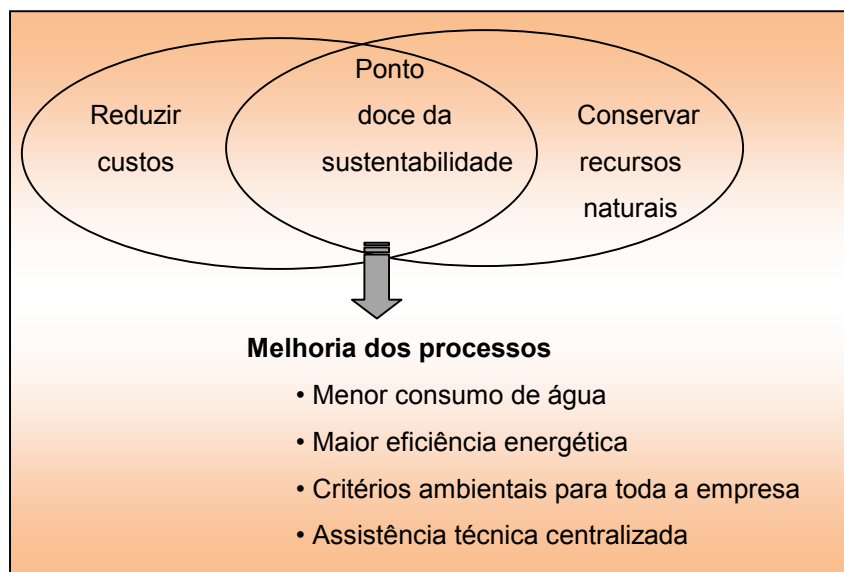 Reduzir
custos
Ponto
doce da
sustentabilidade
Conservar
recursos
naturais
Melhoria dos processos
• Menor consumo de água
• Maior eficiência energética
• Critérios ambientais para toda a empresa
• Assistência técnica centralizada